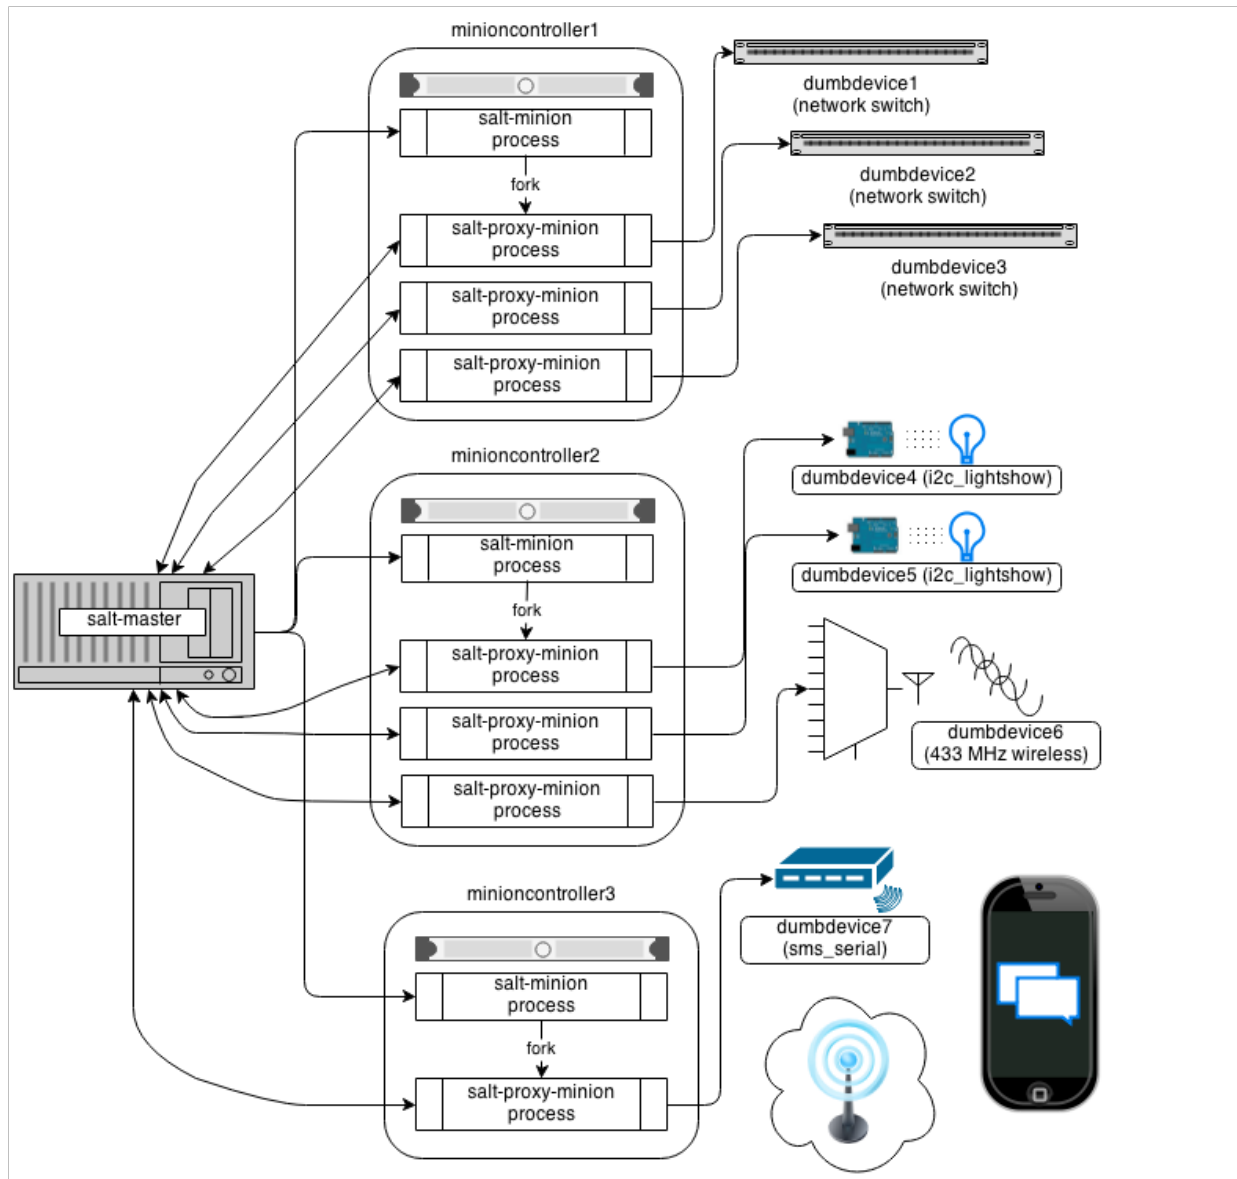 minioncontroller1
salt-minion
process
fork
salt-proxy-minion
process
salt-proxy-minion
process
salt-proxy-minion
process
dumbdevice1
(network switch)
dumbdevice2
(network switch)
dumbdevice3
(network switch)
salt-master
minioncontroller2
salt-minion
process
fork
salt-proxy-minion
process
salt-proxy-minion
process
salt-proxy-minion
process
dumbdevice4 (i2c_lightshow)
dumbdevice5 (i2c_lightshow)
dumbdevice6
(433 MHz wireless)
minioncontroller3
salt-minion
process
fork
salt-proxy-minion
process
dumbdevice7
(sms_serial)